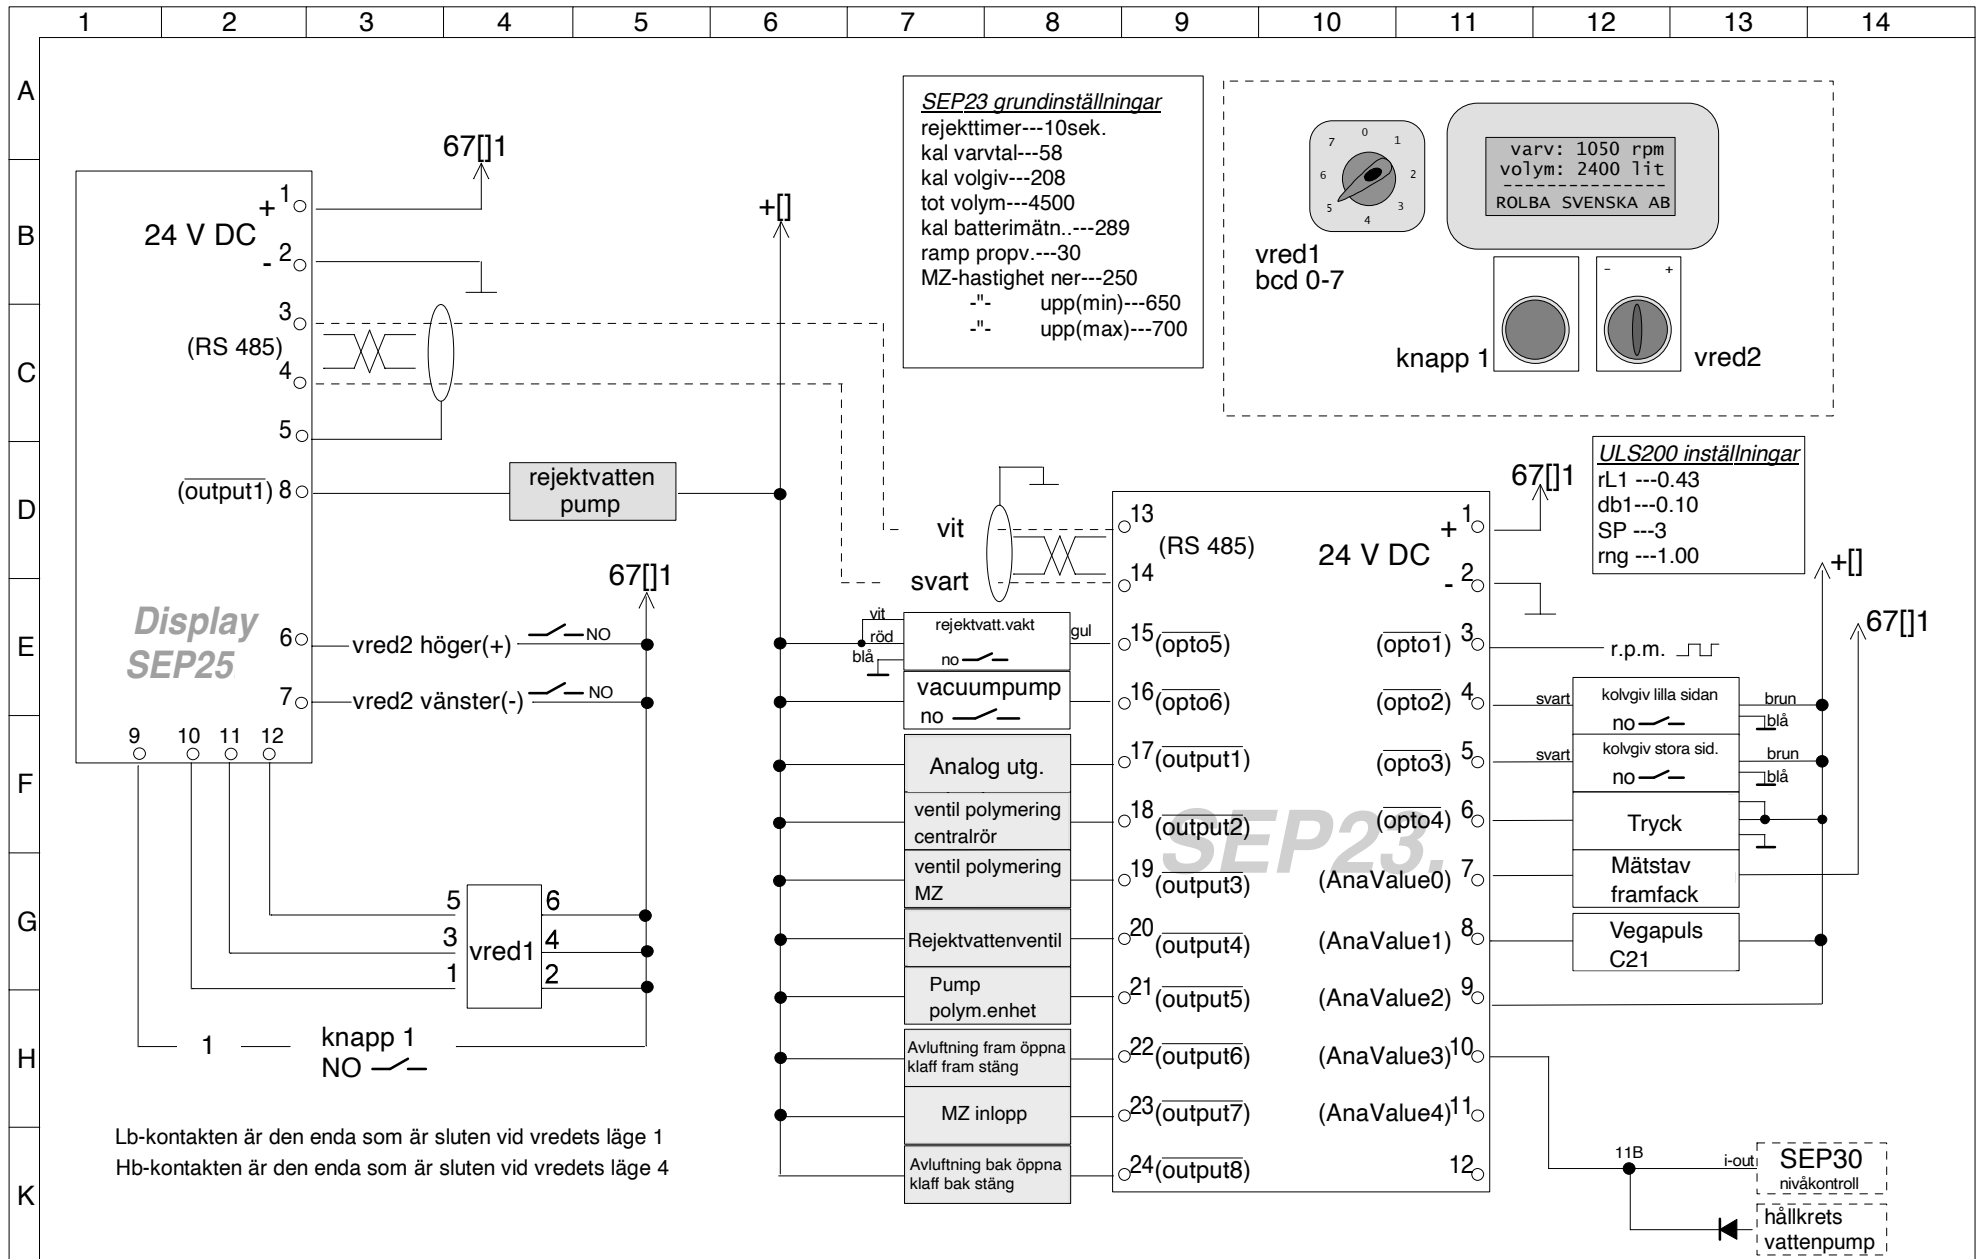 1 2 3 4 5 6 7 8 9 10 11 12 13 14
A
B
C
D
E
F
G
H
K
67[]1
24 V DC
+ 1
- 2
3
(RS 485)
4
5
(output1) 8
Display
SEP25
6
7
9 10 11 12
rejektvatten
pump
+[]
67[]1
vred2 höger(+) NO
vred2 vänster(-) NO
5 6
3 4
1 2
vred1
1
knapp 1
NO
Lb-kontakten är den enda som är sluten vid vredets läge 1
Hb-kontakten är den enda som är sluten vid vredets läge 4
SEP23 grundinställningar
rejekttimer---10sek.
kal varvtal---58
kal volgiv---208
tot volym---4500
kal batterimätn..---289
ramp propv.---30
MZ-hastighet ner---250
-"- upp(min)---650
-"- upp(max)---700
0
1
2
3
4
5
6
7
vred1
bcd 0-7
varv: 1050 rpm
volym: 2400 lit
---------------
ROLBA SVENSKA AB
knapp 1
- +
vred2
ULS200 inställningar
rL1 ---0.43
db1---0.10
SP ---3
rng ---1.00
vit
svart
13
(RS 485)
14
24 V DC
+ 1
- 2
67[]1
+[]
67[]1
vit
röd
blå
rejektvatt.vakt
no
gul
15 (opto5)
vacuumpump
no
16 (opto6)
Analog utg.
17 (output1)
ventil polymering
centralrör
18 (output2)
ventil polymering
MZ
19 (output3)
Rejektvattenventil
20 (output4)
Pump
polym.enhet
21 (output5)
Avluftning fram öppna
klaff fram stäng
22 (output6)
MZ inlopp
23 (output7)
Avluftning bak öppna
klaff bak stäng
24 (output8)
SEP23.
(opto1) 3
r.p.m.
(opto2) 4
svart
kolvgiv lilla sidan
no
brun
blå
(opto3) 5
svart
kolvgiv stora sid.
no
brun
blå
(opto4) 6
Tryck
(AnaValue0) 7
Mätstav
framfack
(AnaValue1) 8
Vegapuls
C21
(AnaValue2) 9
(AnaValue3) 10
(AnaValue4) 11
12
11B
i-out
SEP30
nivåkontroll
hållkrets
vattenpump